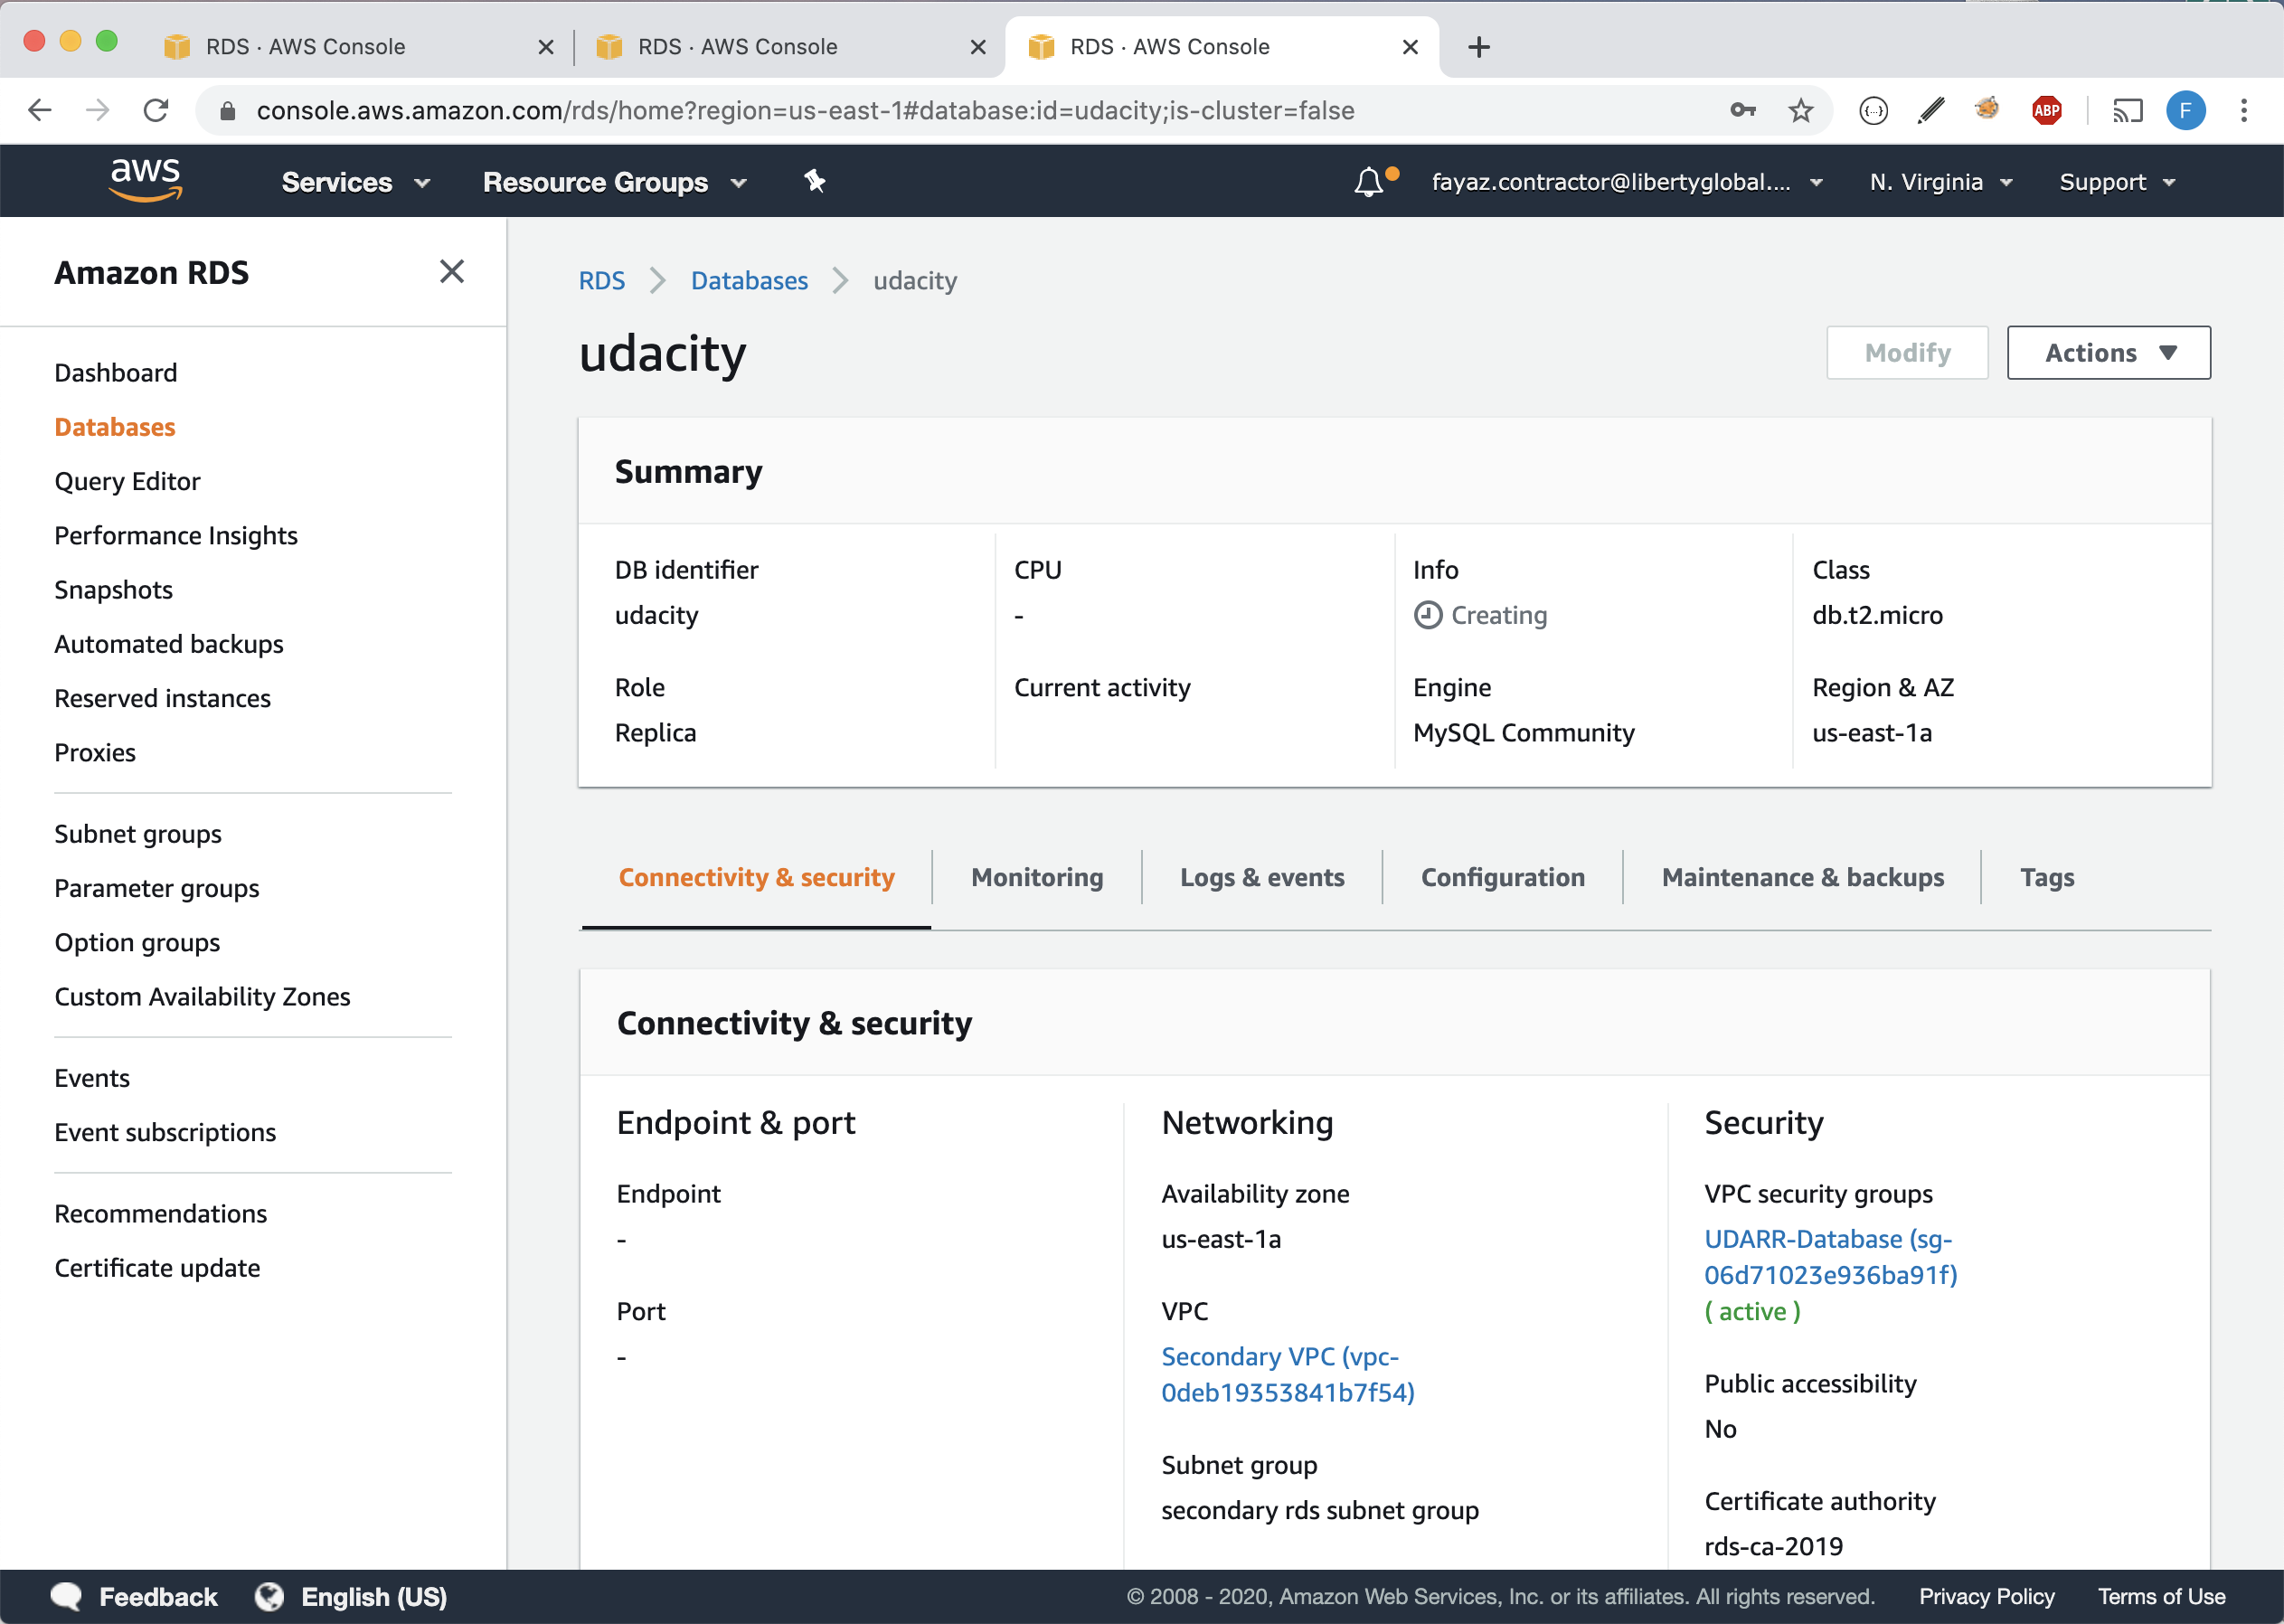 RDS · AWS Console
RDS · AWS Console
RDS · AWS Console
console.aws.amazon.com/rds/home?region=us-east-1#database:id=udacity;is-cluster=false
ABP
F
aws
Services
Resource Groups
fayaz.contractor@libertyglobal....
N. Virginia
Support
Amazon RDS
Dashboard
Databases
Query Editor
Performance Insights
Snapshots
Automated backups
Reserved instances
Proxies
Subnet groups
Parameter groups
Option groups
Custom Availability Zones
Events
Event subscriptions
Recommendations
Certificate update
RDS
Databases
udacity
udacity
Modify
Actions
Summary
DB identifier
udacity
CPU
-
Info
Creating
Class
db.t2.micro
Role
Replica
Current activity
Engine
MySQL Community
Region & AZ
us-east-1a
Connectivity & security
Monitoring
Logs & events
Configuration
Maintenance & backups
Tags
Connectivity & security
Endpoint & port
Endpoint
-
Port
-
Networking
Availability zone
us-east-1a
VPC
Secondary VPC (vpc-
0deb19353841b7f54)
Subnet group
secondary rds subnet group
Security
VPC security groups
UDARR-Database (sg-
06d71023e936ba91f)
( active )
Public accessibility
No
Certificate authority
rds-ca-2019
Feedback
English (US)
© 2008 - 2020, Amazon Web Services, Inc. or its affiliates. All rights reserved.
Privacy Policy
Terms of Use